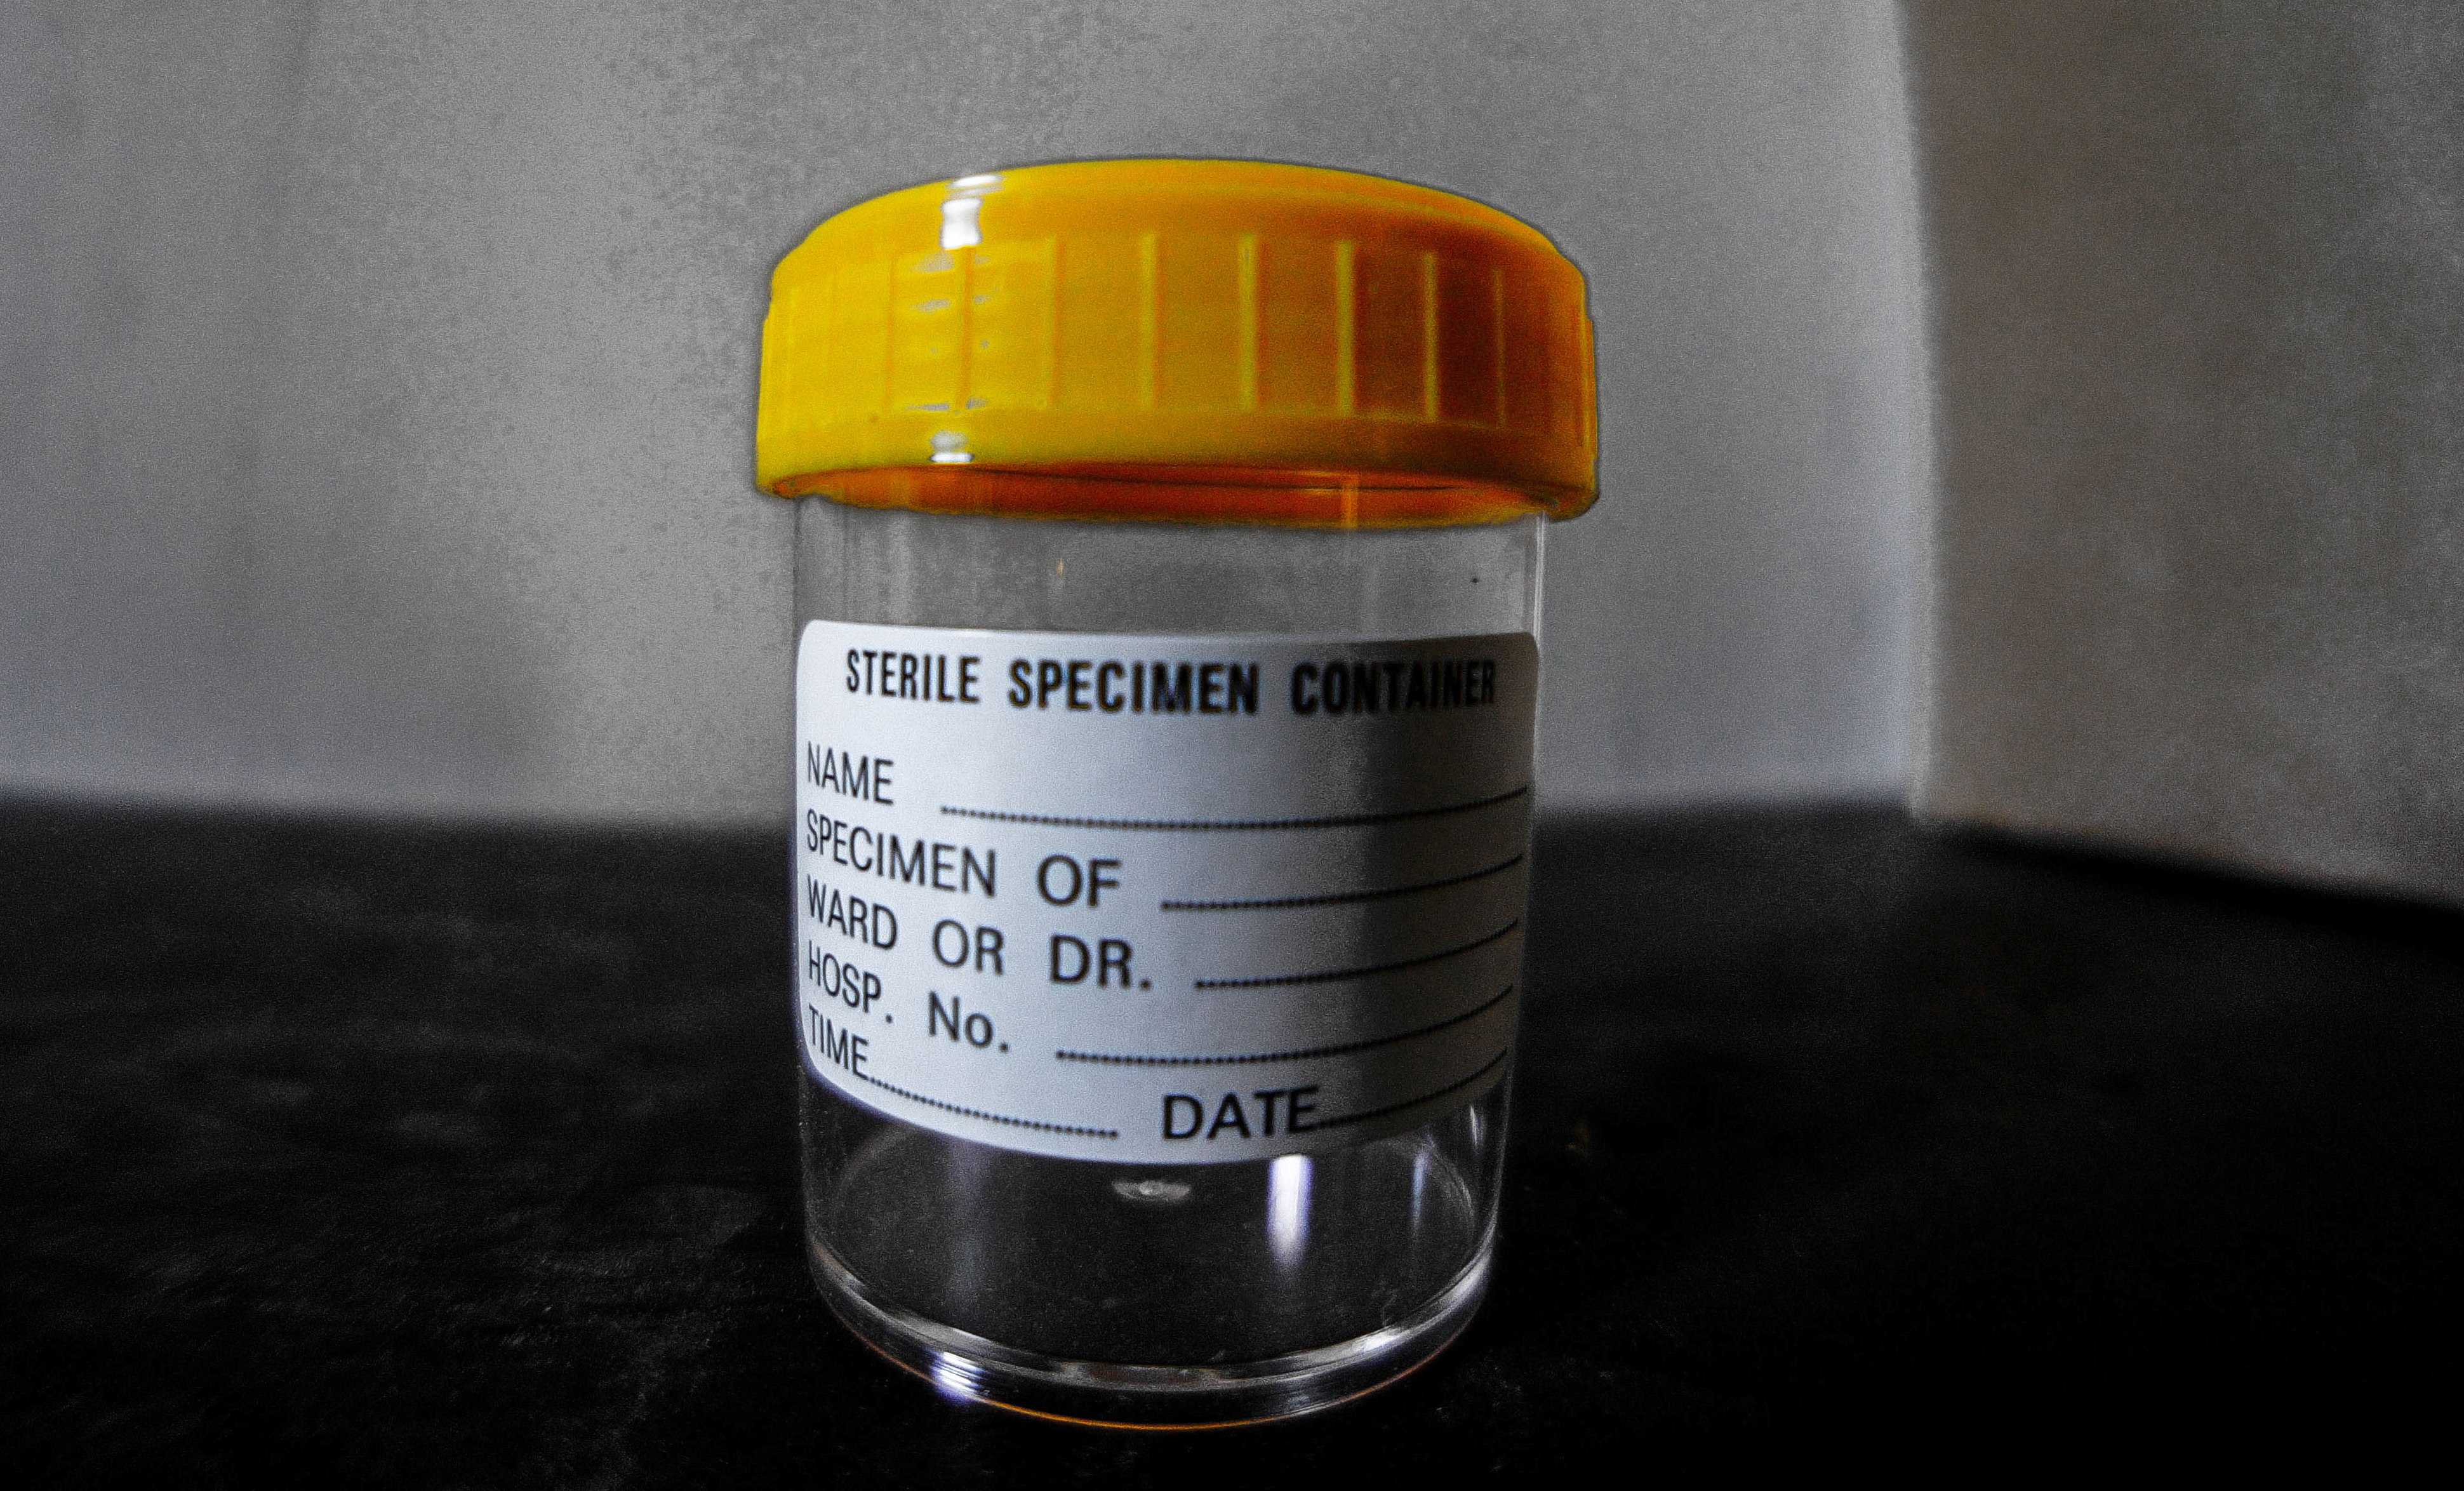 STERILE SPECIMEN CONTAINER
NAME
SPECIMEN OF
WARD OR DR.
HOSP. No.
TIME DATE